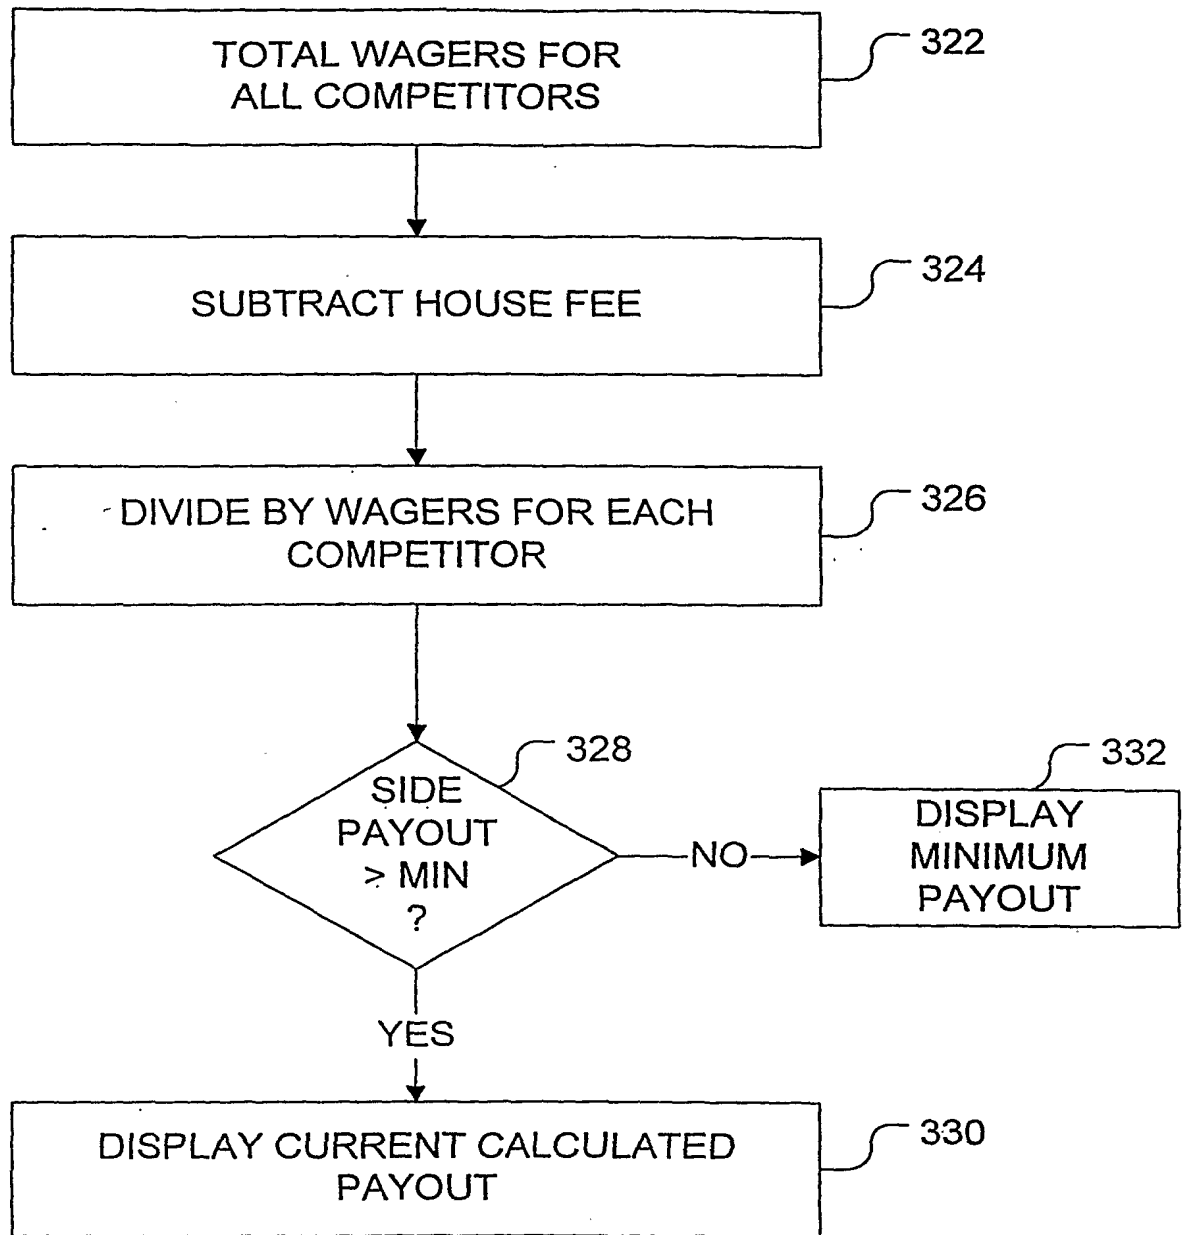 TOTAL WAGERS FOR
ALL COMPETITORS
322
SUBTRACT HOUSE FEE
324
DIVIDE BY WAGERS FOR EACH
COMPETITOR
326
SIDE
PAYOUT
> MIN
?
328
NO
DISPLAY
MINIMUM
PAYOUT
332
YES
DISPLAY CURRENT CALCULATED
PAYOUT
330